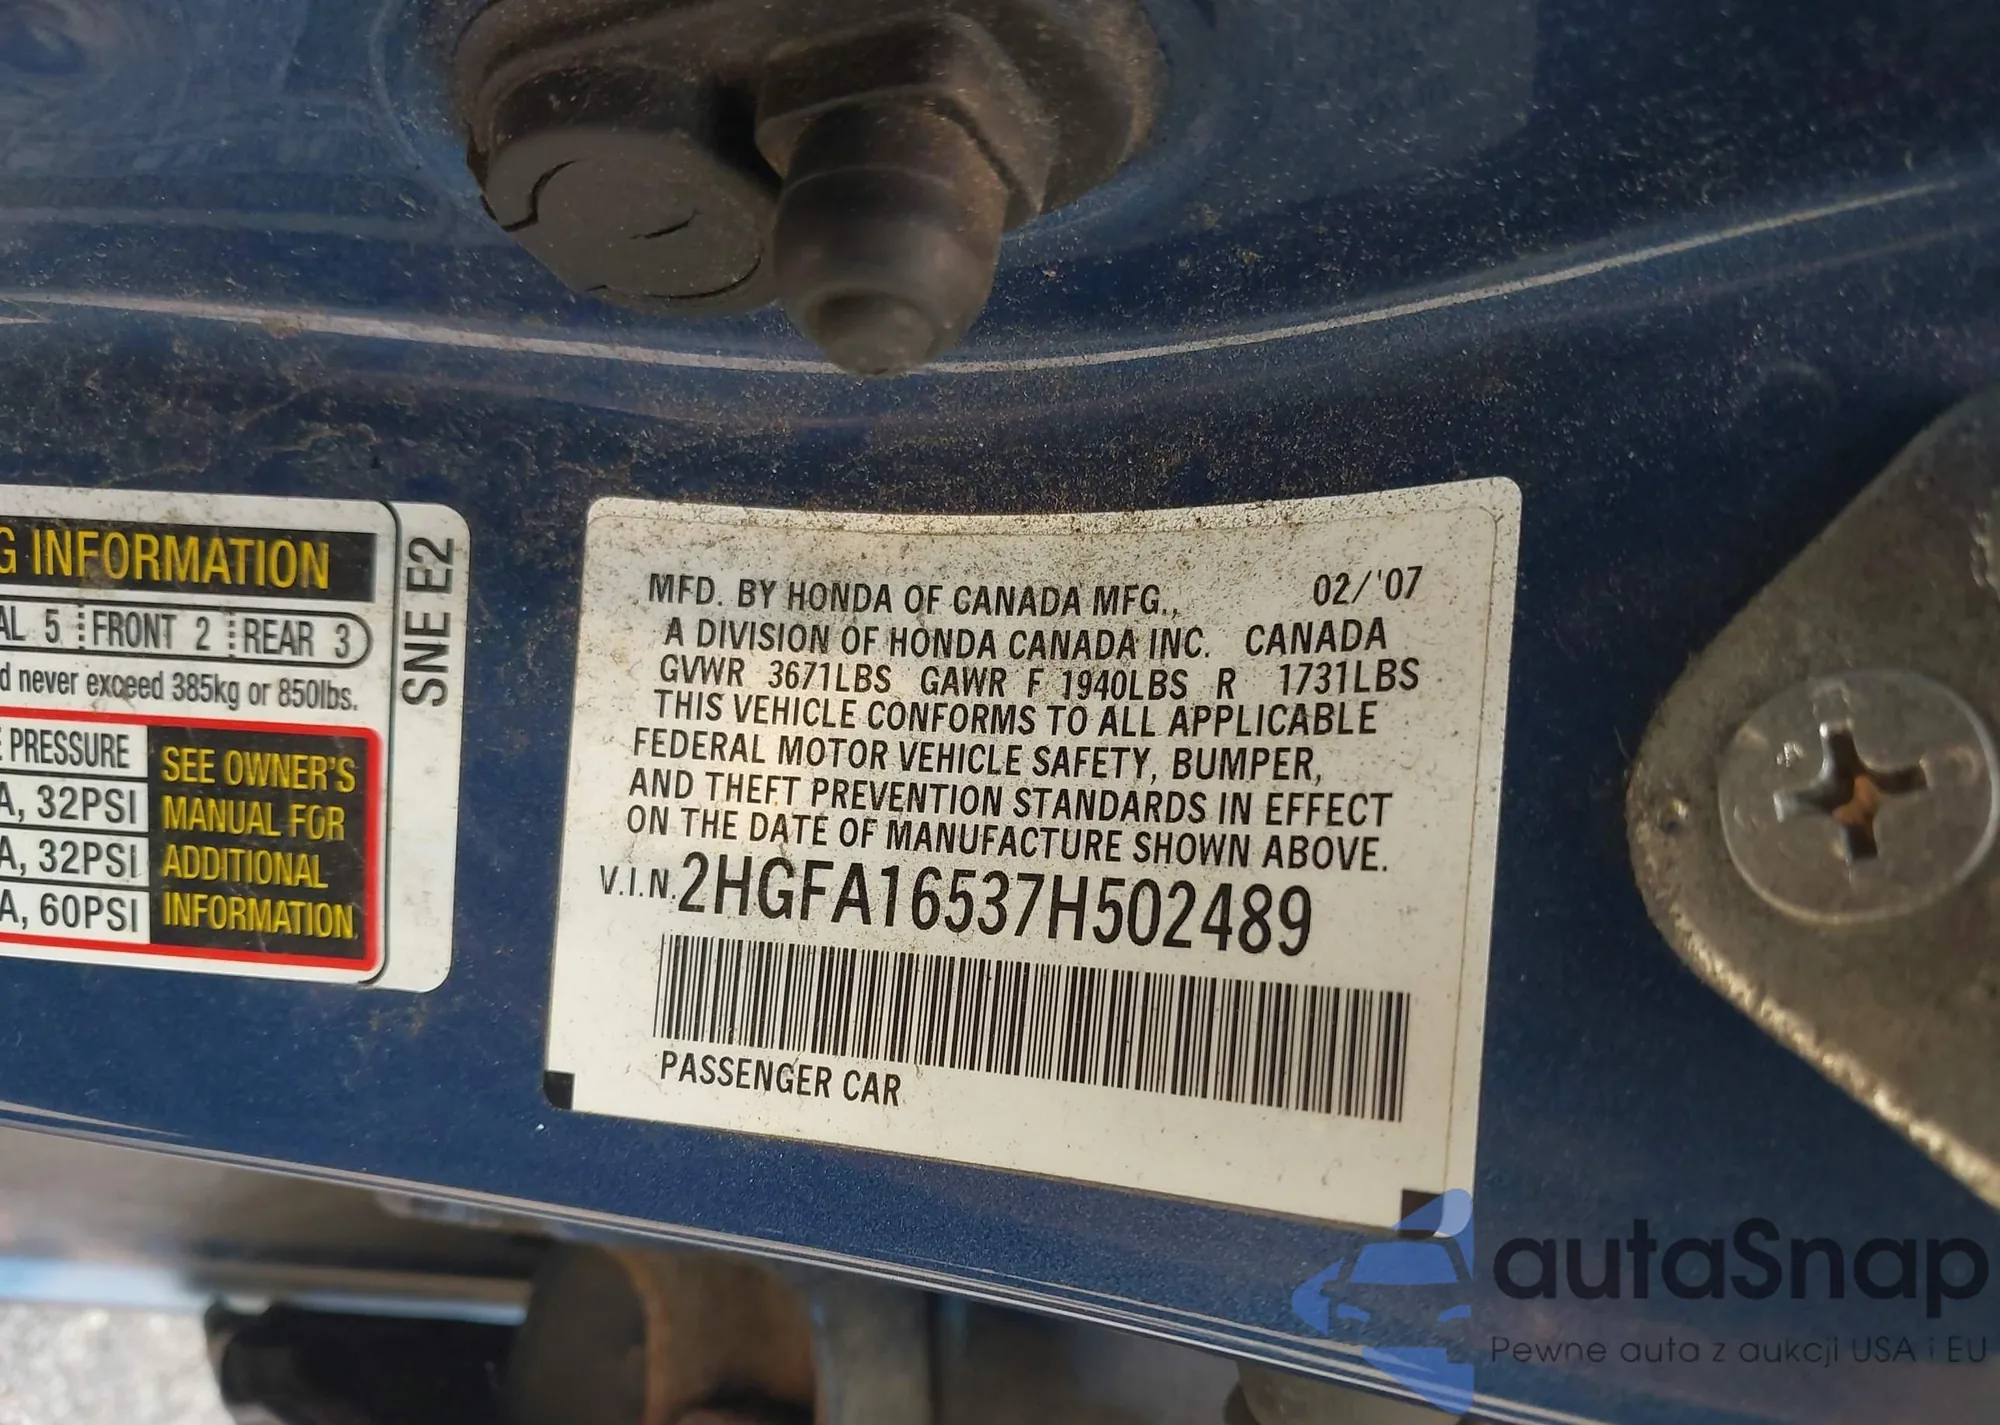 G INFORMATION
AL 5 FRONT 2 REAR 3
d never exceed 385kg or 850lbs.
E PRESSURE
A, 32PSI
A, 32PSI
A, 60PSI
SEE OWNER'S
MANUAL FOR
ADDITIONAL
INFORMATION
SNE E2
MFD. BY HONDA OF CANADA MFG., 02/'07
A DIVISION OF HONDA CANADA INC. CANADA
GVWR 3671LBS GAWR F 1940LBS R 1731LBS
THIS VEHICLE CONFORMS TO ALL APPLICABLE
FEDERAL MOTOR VEHICLE SAFETY, BUMPER,
AND THEFT PREVENTION STANDARDS IN EFFECT
ON THE DATE OF MANUFACTURE SHOWN ABOVE.
V.I.N. 2HGFA16537H502489
PASSENGER CAR
4
autaSnap
Pewne auta z aukcji USA i EU